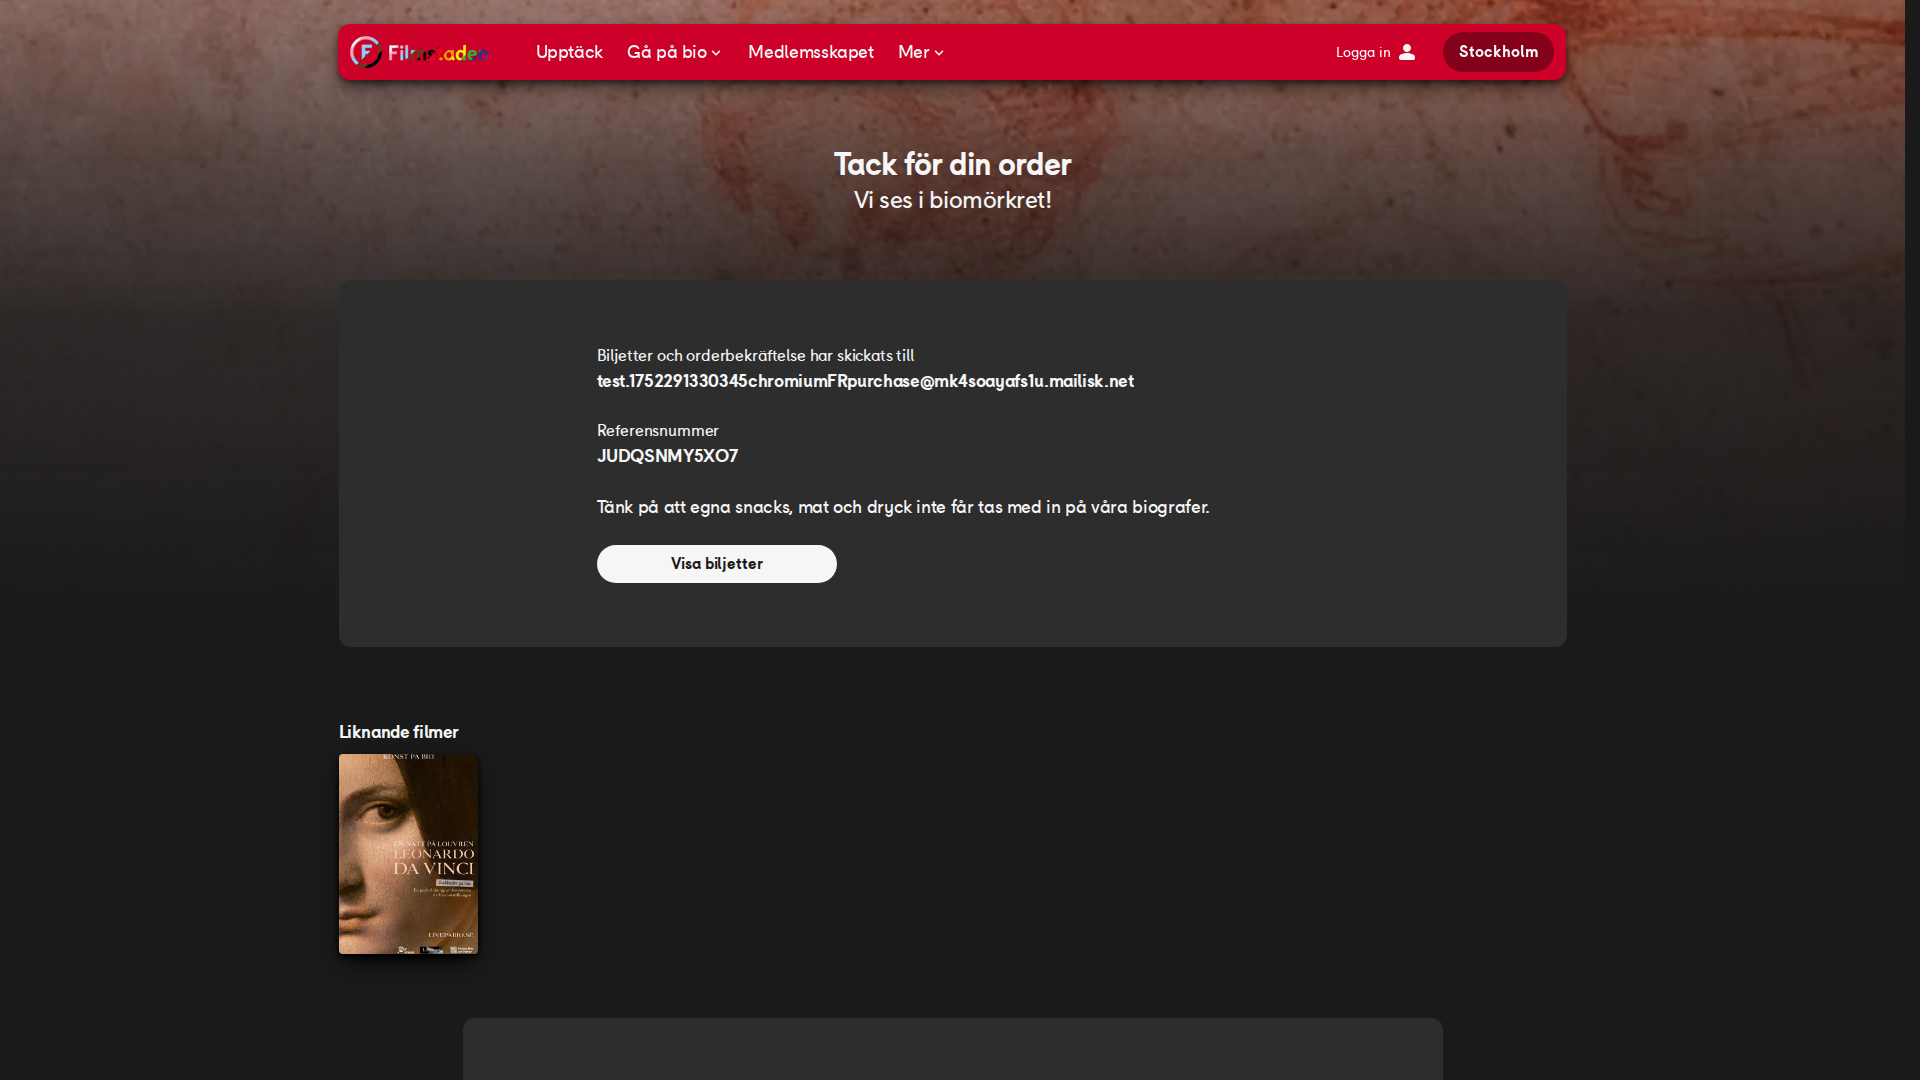 Filmstaden
Upptäck
Gå på bio
Medlemsskapet
Mer
Logga in
Stockholm
Tack för din order
Vi ses i biomörkret!
Biljetter och orderbekräftelse har skickats till
test.1752291330345chromiumFRpurchase@mk4soayafs1u.mailisk.net
Referensnummer
JUDQSNMY5XO7
Tänk på att egna snacks, mat och dryck inte får tas med in på våra biografer.
Visa biljetter
Liknande filmer
KONST PÅ BIO
EN NATT PÅ LOUVREN
LEONARDO
DA VINCI
LIVEPABIO.SE